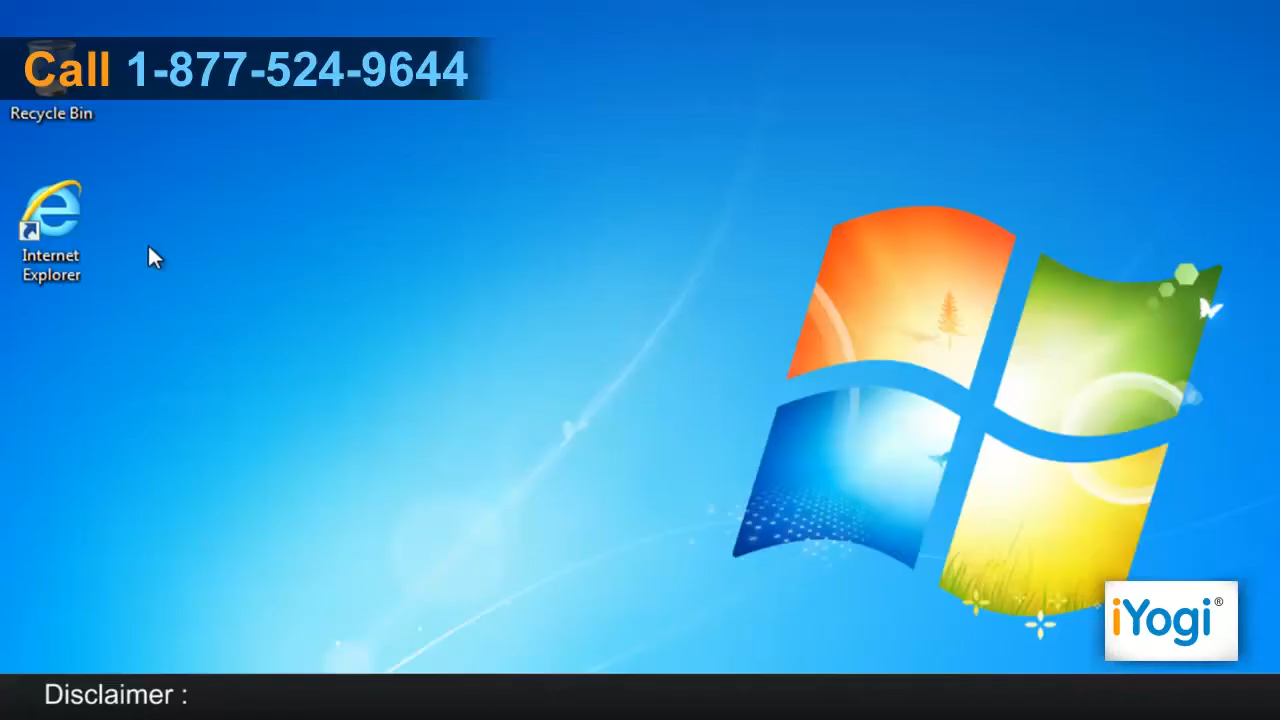 Call 1-877-524-9644
Recycle Bin
Internet
Explorer
iYogi®
Disclaimer :